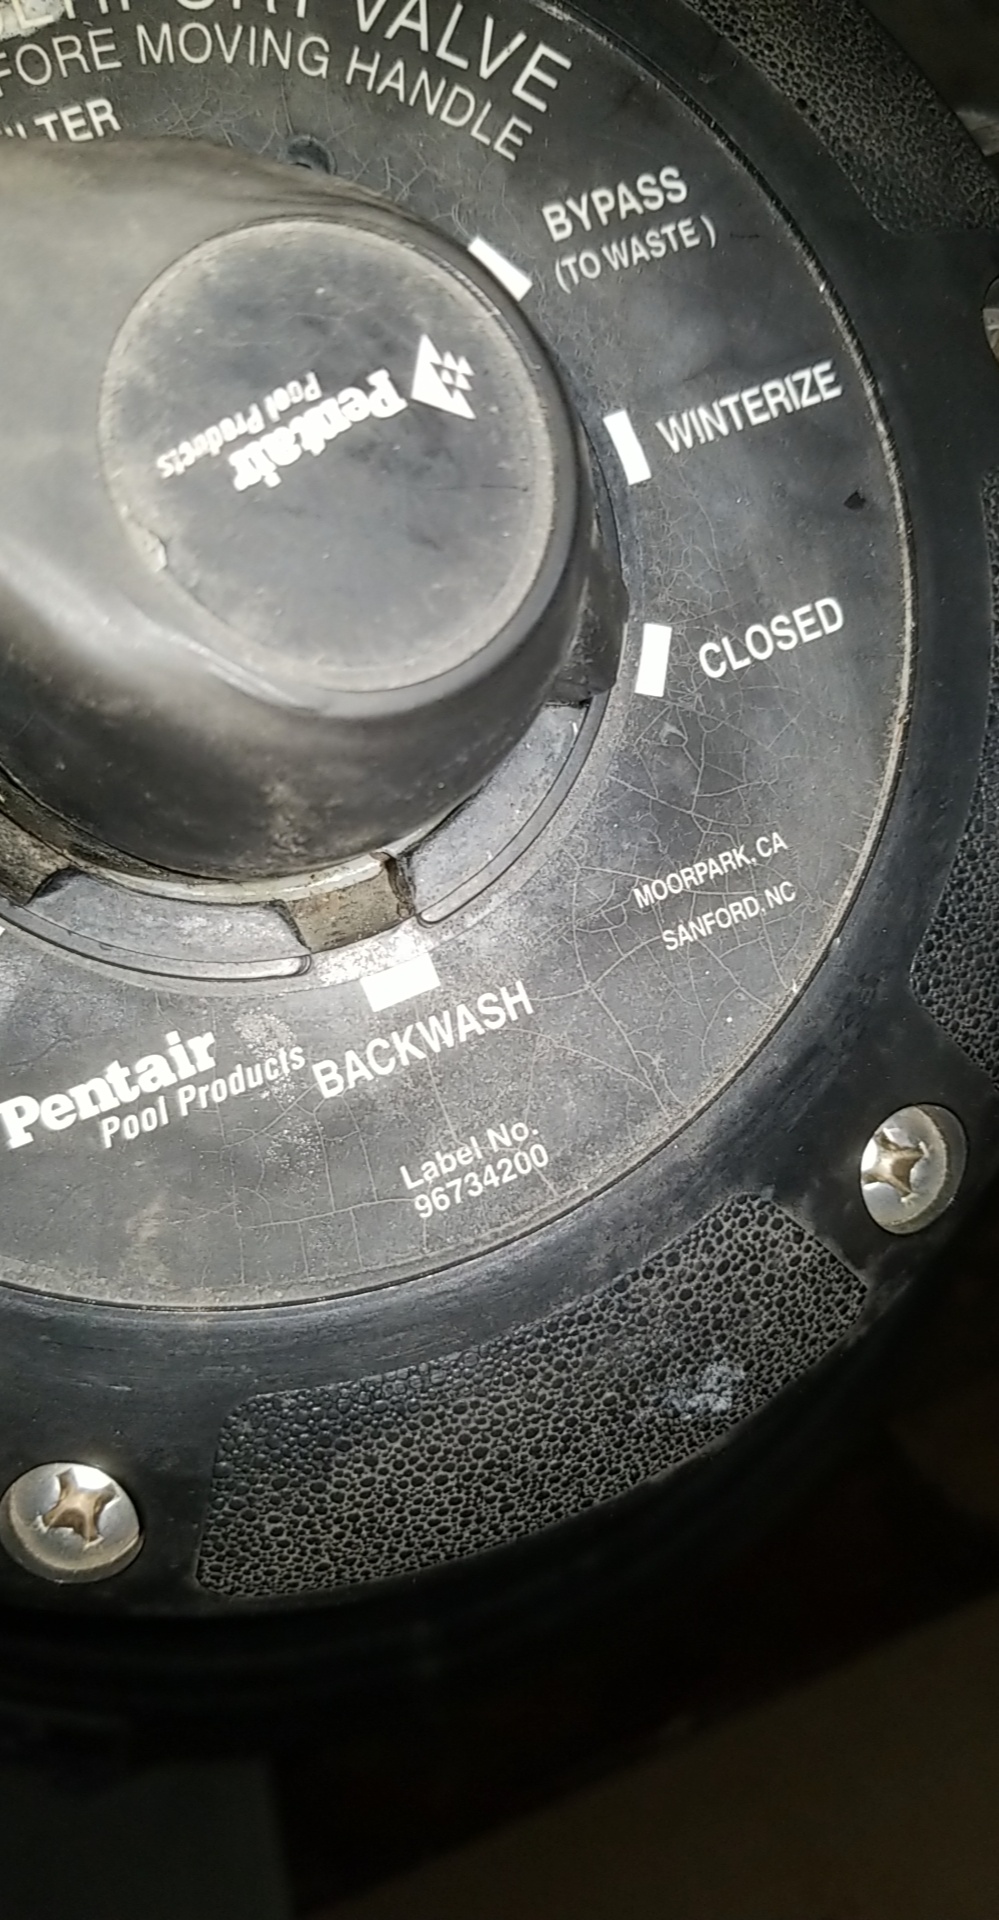 VALVE
MOVING HANDLE
BYPASS
(TO WASTE)
WINTERIZE
CLOSED
Pentair
Pool Products
MOORPARK, CA
SANFORD, NC
BACKWASH
Pentair
Pool Products
Label No.
96734200